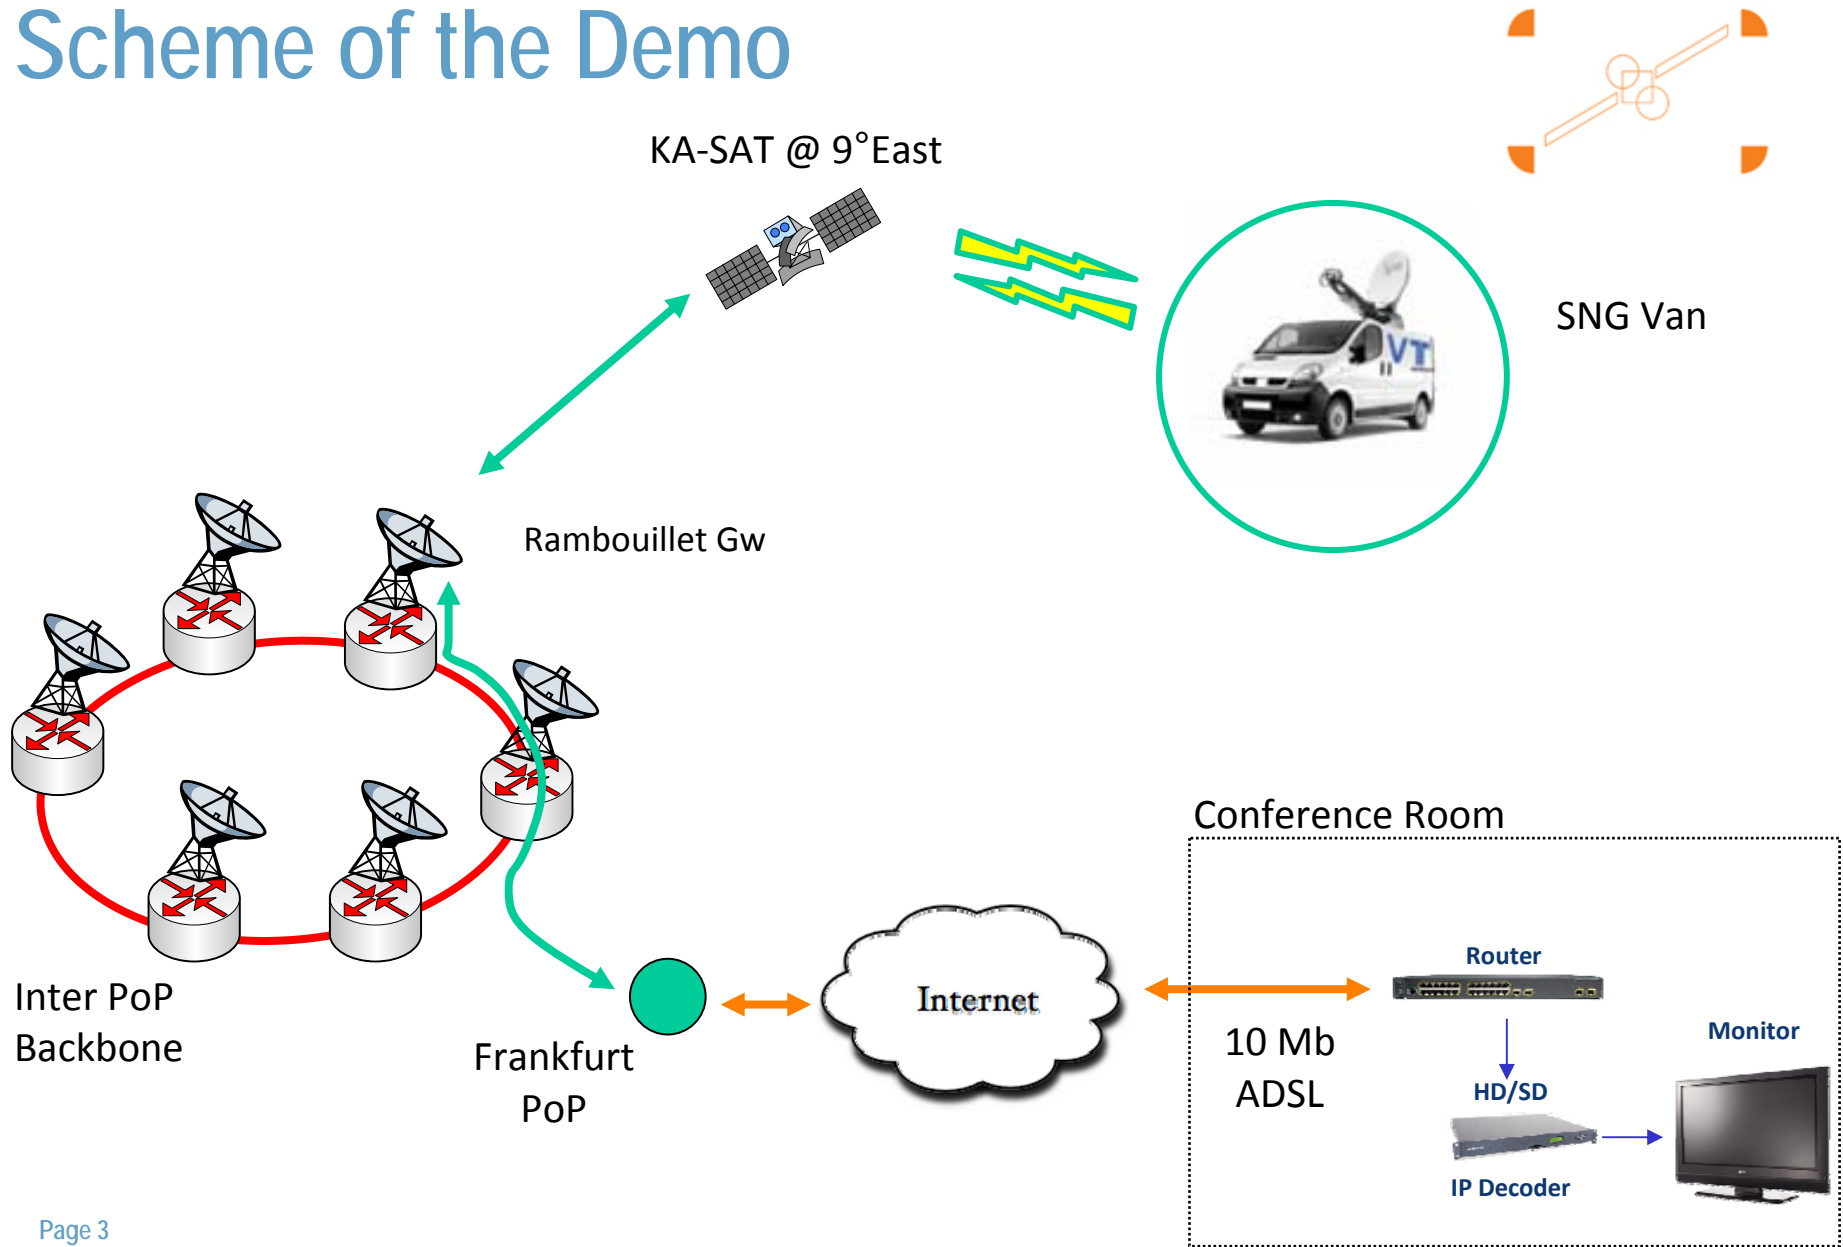 Scheme of the Demo
KA-SAT @ 9°East
SNG Van
VT
Rambouillet Gw
Conference Room
Router
Internet
Inter PoP
Backbone
10 Mb
ADSL
Monitor
Frankfurt
PoP
HD/SD
IP Decoder
Page 3